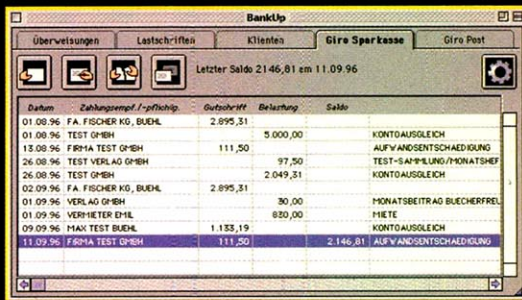 BankUp
Überweisungen Lastschriften Klienten Giro Sparkasse Giro Post
Letzter Saldo 2146,81 am 11.09.96
Datum Zahlungsempf./-pflichtig. Gutschrift Belastung Saldo
01.08.96 FA. FISCHER KG, BUEHL 2.895,31
01.08.96 TEST GMBH 5.000,00 KONTOAUSGLEICH
13.08.96 FIRMA TEST GMBH 111,50 AUFWANDSENTSCHAEDIGUNG
26.08.96 TEST VERLAG GMBH 97,50 TEST-SAMMLUNG/MONATSHEF
26.08.96 TEST GMBH 2.049,31 KONTOAUSGLEICH
02.09.96 FA. FISCHER KG, BUEHL 2.895,31
01.09.96 VERLAG GMBH 30,00 MONATSBEITRAG BUECHERFREU
01.09.96 VERMIETER EMIL 830,00 MIETE
09.09.96 MAX TEST BUEHL 1.133,19 KONTOAUSGLEICH
11.09.96 FIRMA TEST GMBH 111,50 2.146,81 AUFWANDSENTSCHAEDIGUNG